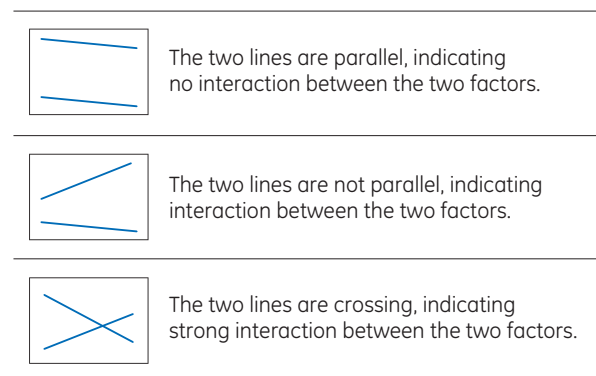 The two lines are parallel, indicating
no interaction between the two factors.
The two lines are not parallel, indicating
interaction between the two factors.
The two lines are crossing, indicating
strong interaction between the two factors.